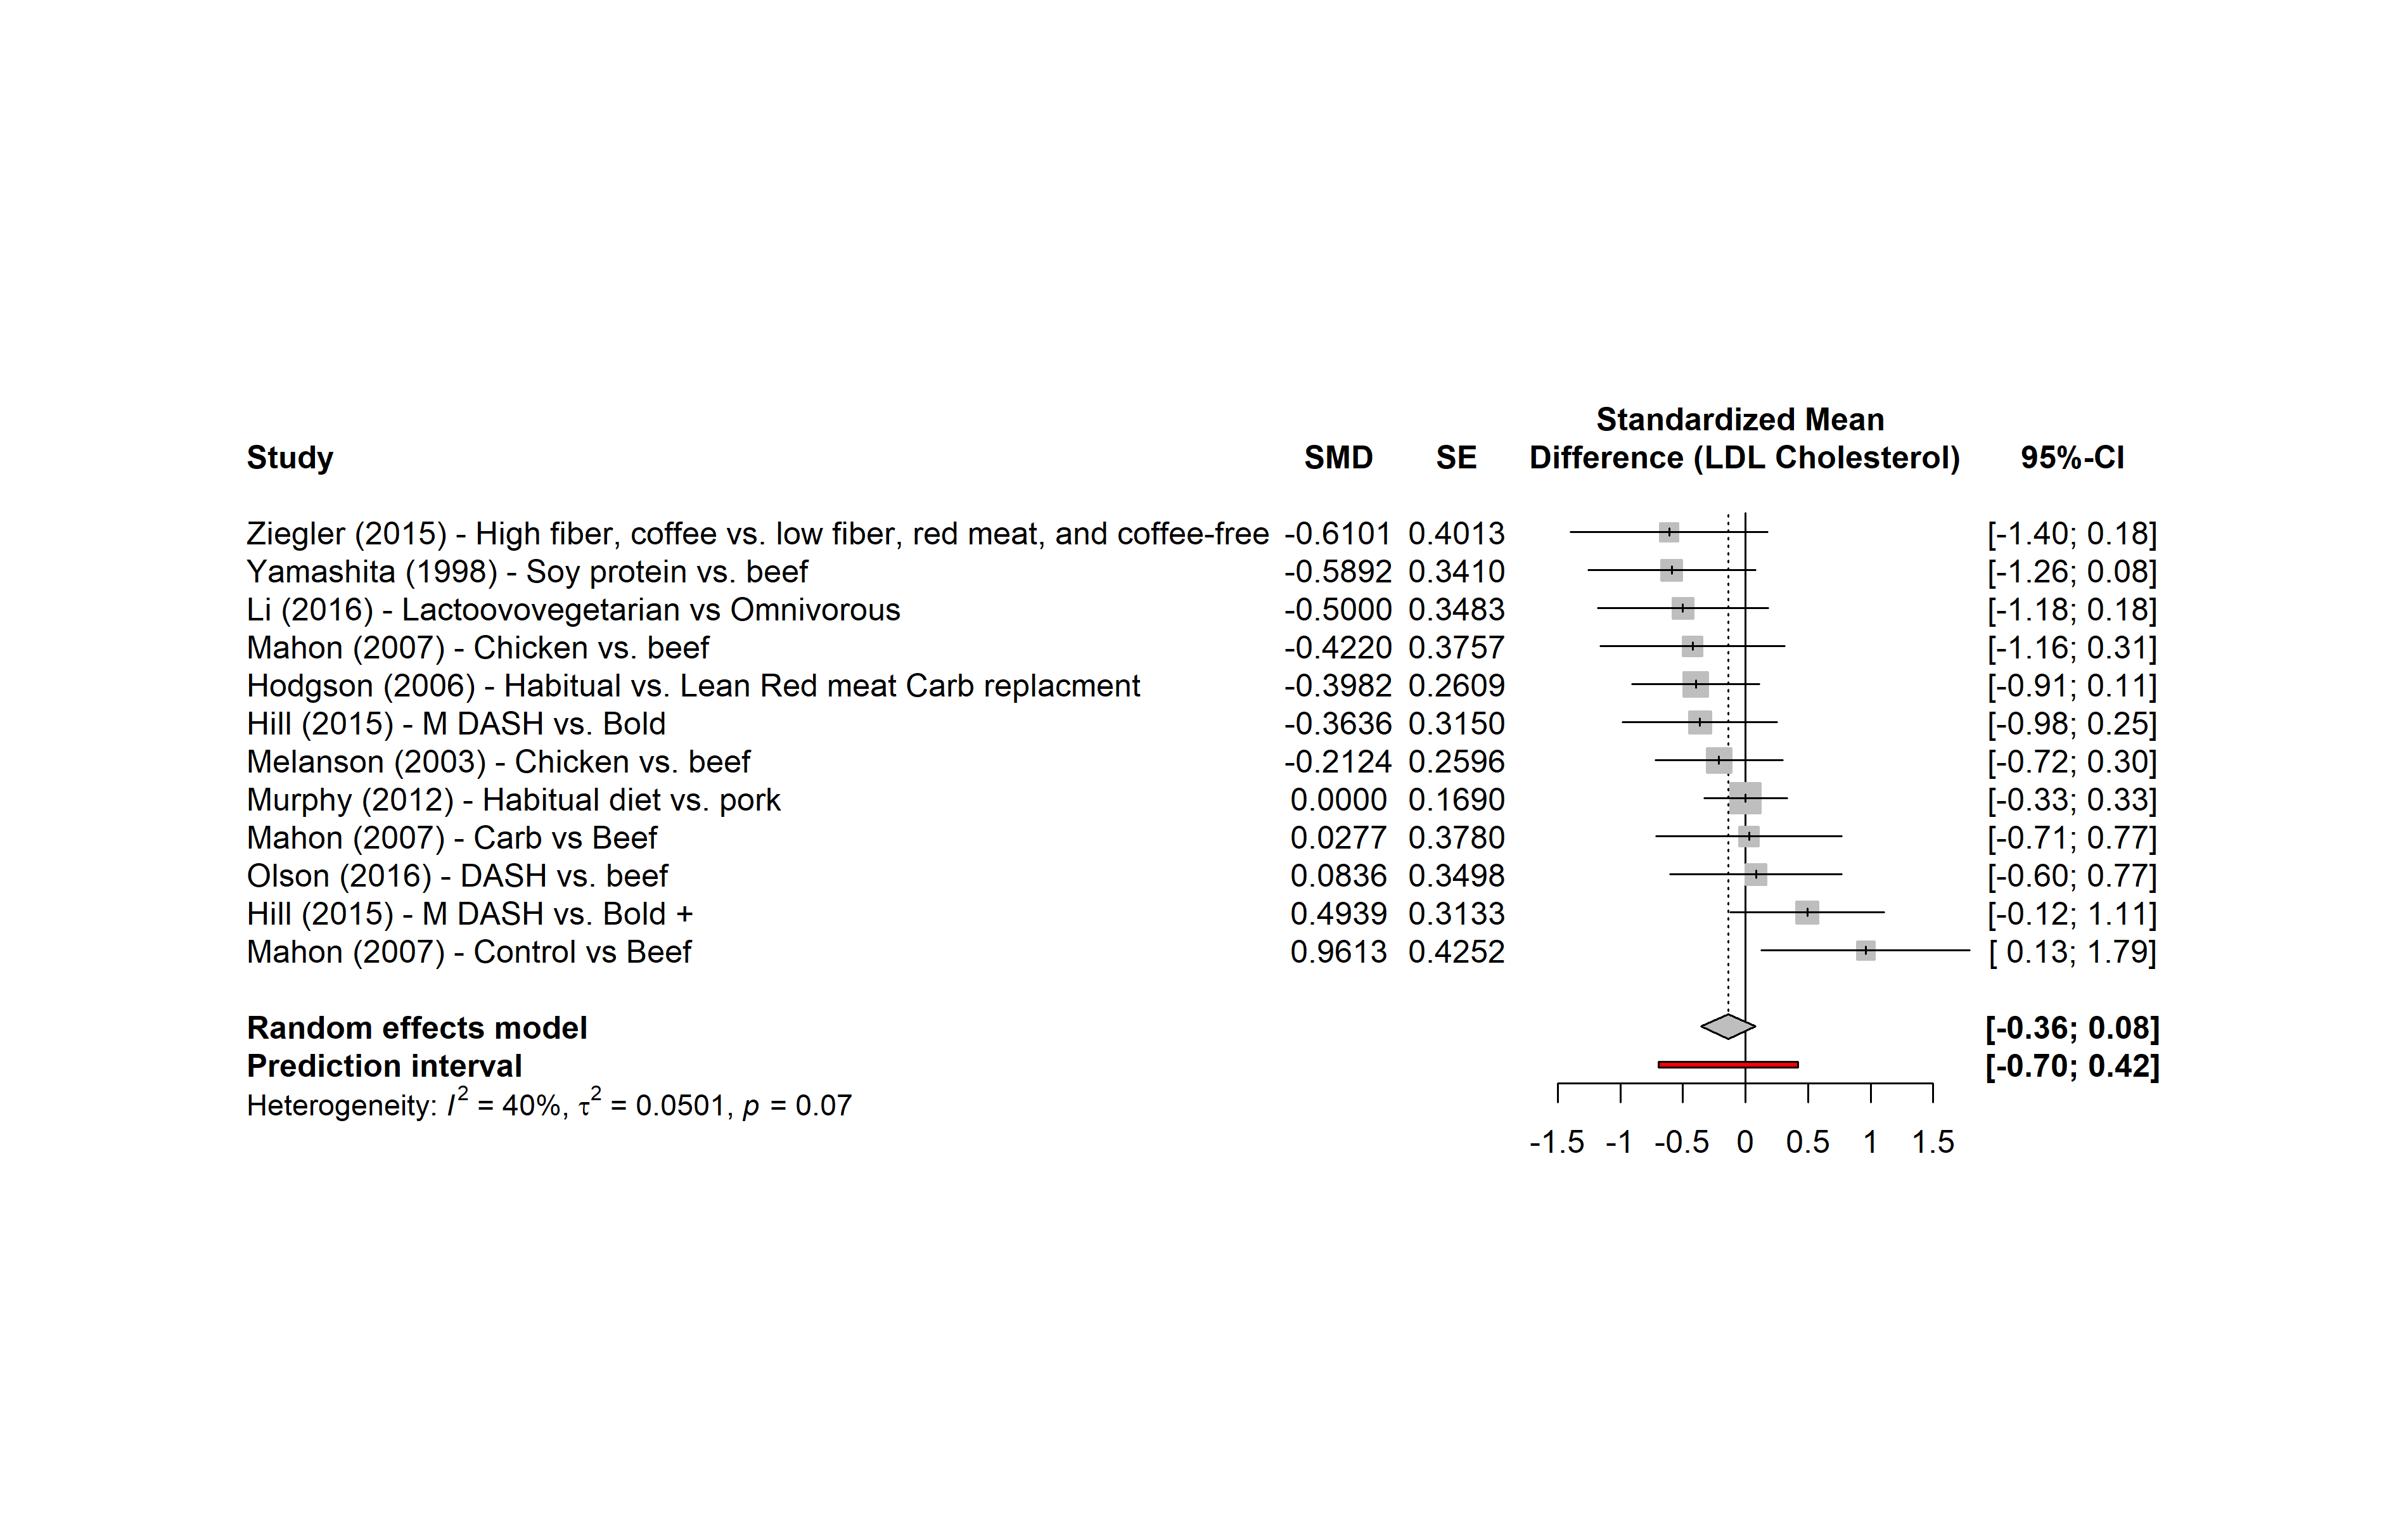 Standardized Mean
Study SMD SE Difference (LDL Cholesterol) 95%-CI
Ziegler (2015) - High fiber, coffee vs. low fiber, red meat, and coffee-free -0.6101 0.4013 [-1.40; 0.18]
Yamashita (1998) - Soy protein vs. beef -0.5892 0.3410 [-1.26; 0.08]
Li (2016) - Lactoovovegetarian vs Omnivorous -0.5000 0.3483 [-1.18; 0.18]
Mahon (2007) - Chicken vs. beef -0.4220 0.3757 [-1.16; 0.31]
Hodgson (2006) - Habitual vs. Lean Red meat Carb replacment -0.3982 0.2609 [-0.91; 0.11]
Hill (2015) - M DASH vs. Bold -0.3636 0.3150 [-0.98; 0.25]
Melanson (2003) - Chicken vs. beef -0.2124 0.2596 [-0.72; 0.30]
Murphy (2012) - Habitual diet vs. pork 0.0000 0.1690 [-0.33; 0.33]
Mahon (2007) - Carb vs Beef 0.0277 0.3780 [-0.71; 0.77]
Olson (2016) - DASH vs. beef 0.0836 0.3498 [-0.60; 0.77]
Hill (2015) - M DASH vs. Bold + 0.4939 0.3133 [-0.12; 1.11]
Mahon (2007) - Control vs Beef 0.9613 0.4252 [ 0.13; 1.79]
Random effects model [-0.36; 0.08]
Prediction interval [-0.70; 0.42]
Heterogeneity: I² = 40%, τ² = 0.0501, p = 0.07
-1.5 -1 -0.5 0 0.5 1 1.5